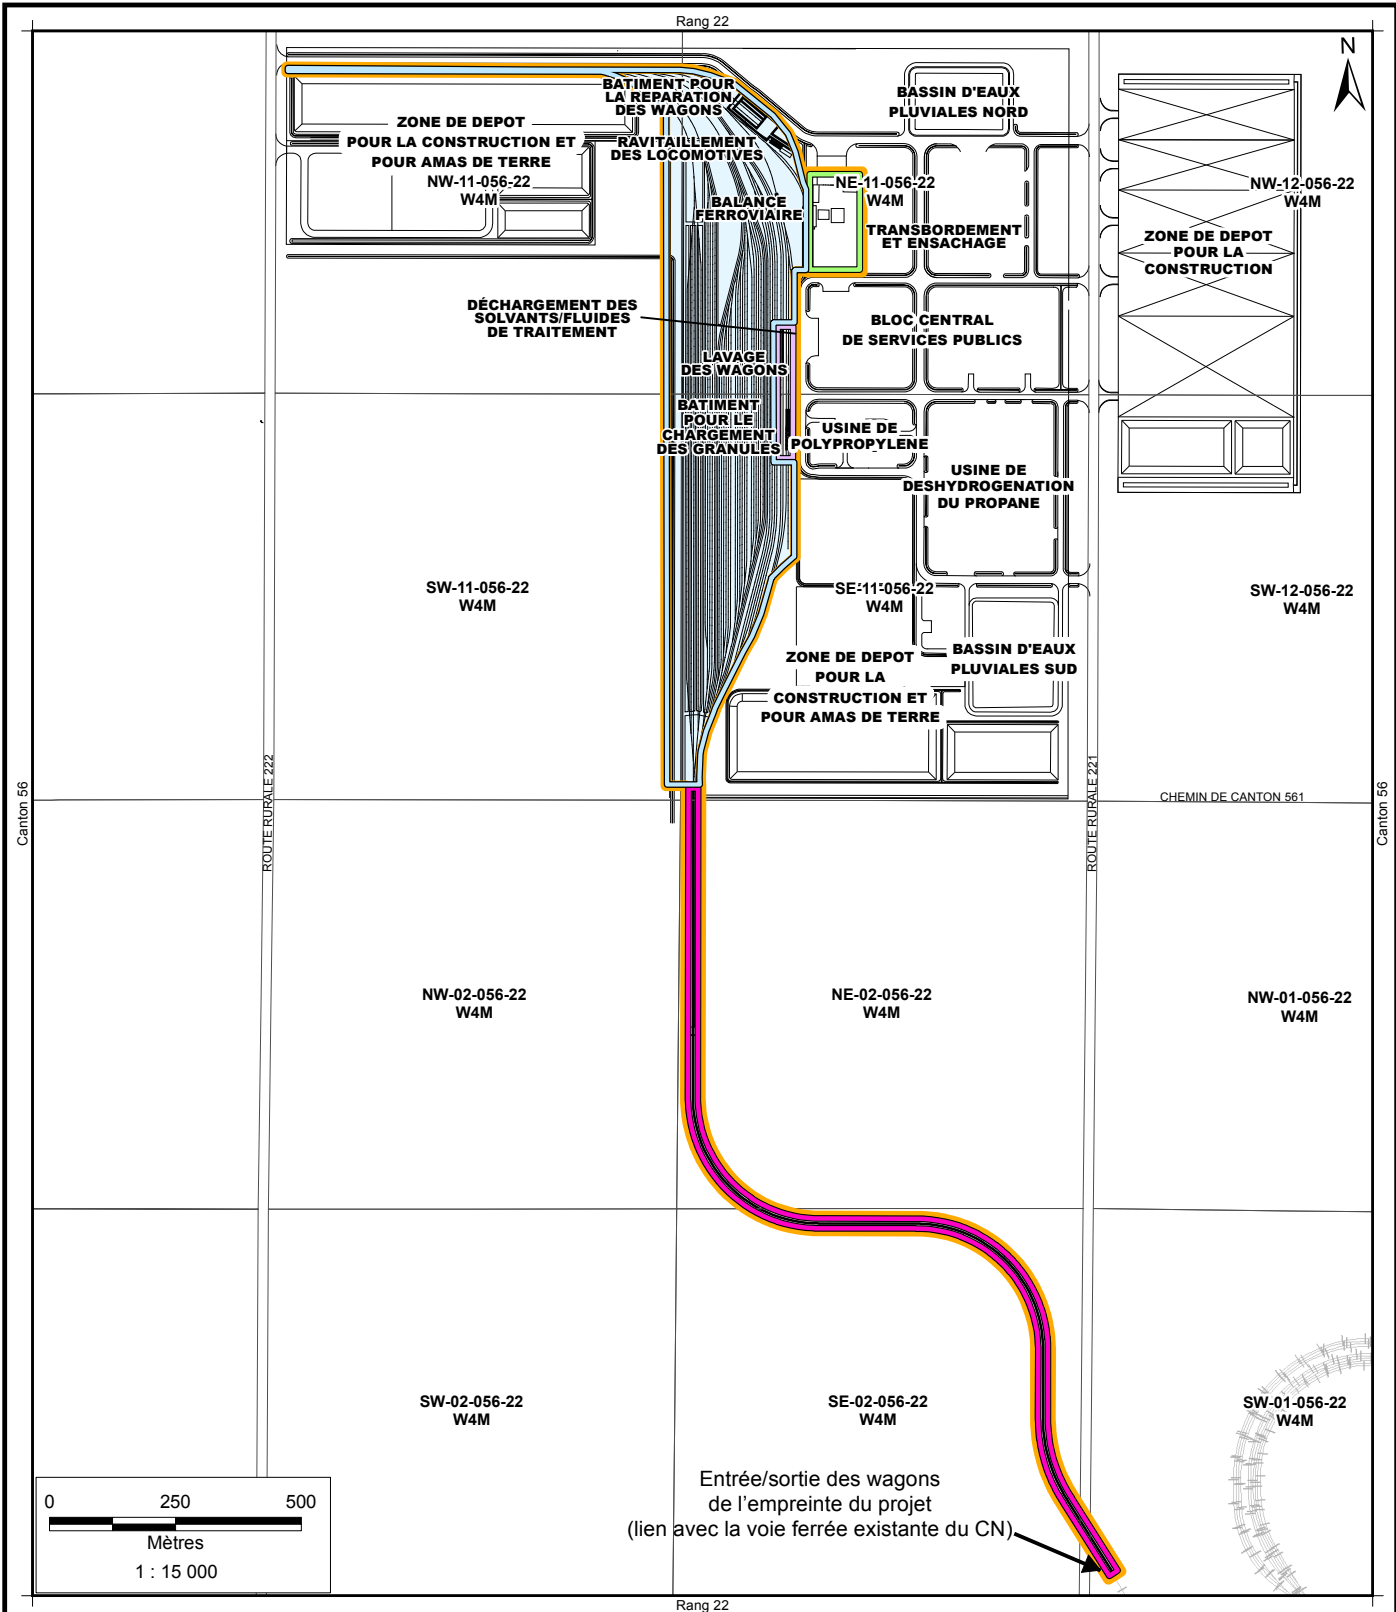 Rang 22
N
BATIMENT POUR
LA REPARATION
DES WAGONS
BASSIN D'EAUX
PLUVIALES NORD
ZONE DE DEPOT
POUR LA CONSTRUCTION ET
POUR AMAS DE TERRE
NW-11-056-22
W4M
RAVITAILLEMENT
DES LOCOMOTIVES
NE-11-056-22
W4M
NW-12-056-22
W4M
BALANCE
FERROVIAIRE
TRANSBORDEMENT
ET ENSACHAGE
ZONE DE DEPOT
POUR LA
CONSTRUCTION
DÉCHARGEMENT DES
SOLVANTS/FLUIDES
DE TRAITEMENT
BLOC CENTRAL
DE SERVICES PUBLICS
LAVAGE
DES WAGONS
BATIMENT
POUR LE
CHARGEMENT
DES GRANULES
USINE DE
POLYPROPYLENE
USINE DE
DESHYDROGENATION
DU PROPANE
SW-11-056-22
W4M
SE-11-056-22
W4M
SW-12-056-22
W4M
ZONE DE DEPOT
POUR LA
CONSTRUCTION ET
POUR AMAS DE TERRE
BASSIN D'EAUX
PLUVIALES SUD
Canton 56
ROUTE RURALE 222
ROUTE RURALE 221
CHEMIN DE CANTON 561
Canton 56
NW-02-056-22
W4M
NE-02-056-22
W4M
NW-01-056-22
W4M
SW-02-056-22
W4M
SE-02-056-22
W4M
SW-01-056-22
W4M
Entrée/sortie des wagons
de l'empreinte du projet
(lien avec la voie ferrée existante du CN)
0 250 500
Mètres
1 : 15 000
Rang 22